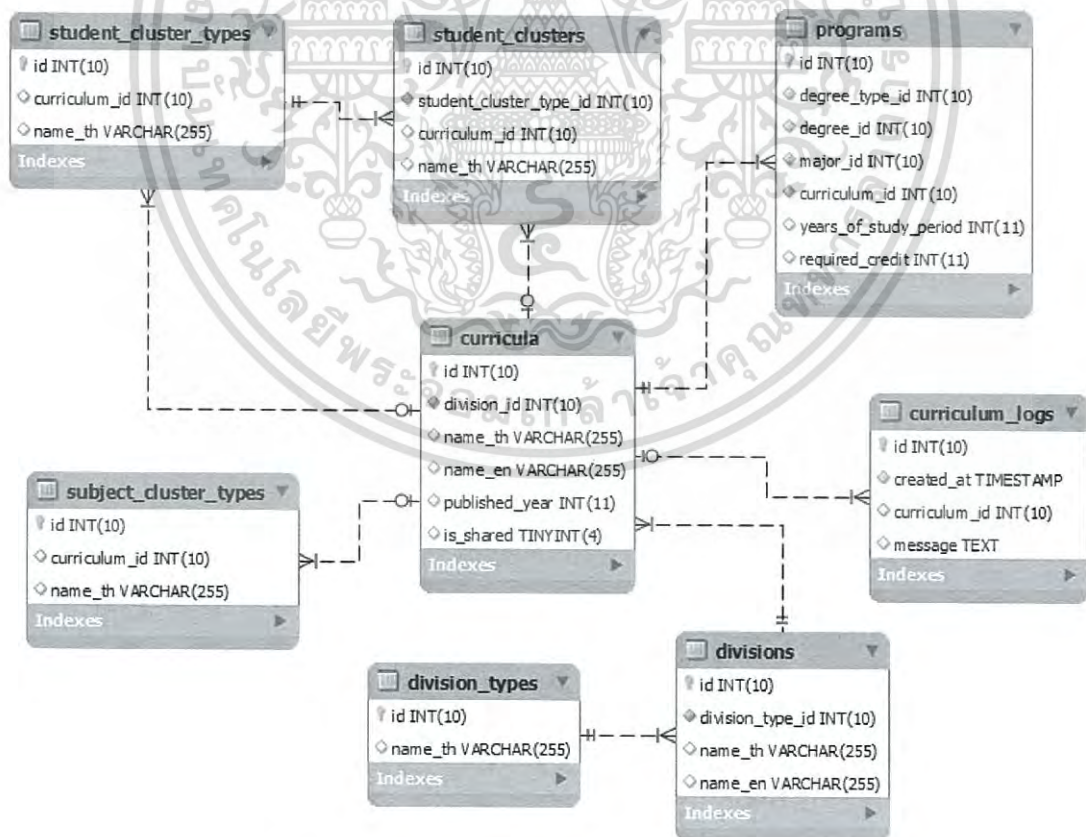 student_cluster_types
id INT(10)
curriculum_id INT(10)
name_th VARCHAR(255)
Indexes
student_clusters
id INT(10)
student_cluster_type_id INT(10)
curriculum_id INT(10)
name_th VARCHAR(255)
Indexes
programs
id INT(10)
degree_type_id INT(10)
degree_id INT(10)
major_id INT(10)
curriculum_id INT(10)
years_of_study_period INT(11)
required_credit INT(11)
Indexes
curricula
id INT(10)
division_id INT(10)
name_th VARCHAR(255)
name_en VARCHAR(255)
published_year INT(11)
is_shared TINYINT(4)
Indexes
curriculum_logs
id INT(10)
created_at TIMESTAMP
curriculum_id INT(10)
message TEXT
Indexes
subject_cluster_types
id INT(10)
curriculum_id INT(10)
name_th VARCHAR(255)
Indexes
division_types
id INT(10)
name_th VARCHAR(255)
Indexes
divisions
id INT(10)
division_type_id INT(10)
name_th VARCHAR(255)
name_en VARCHAR(255)
Indexes